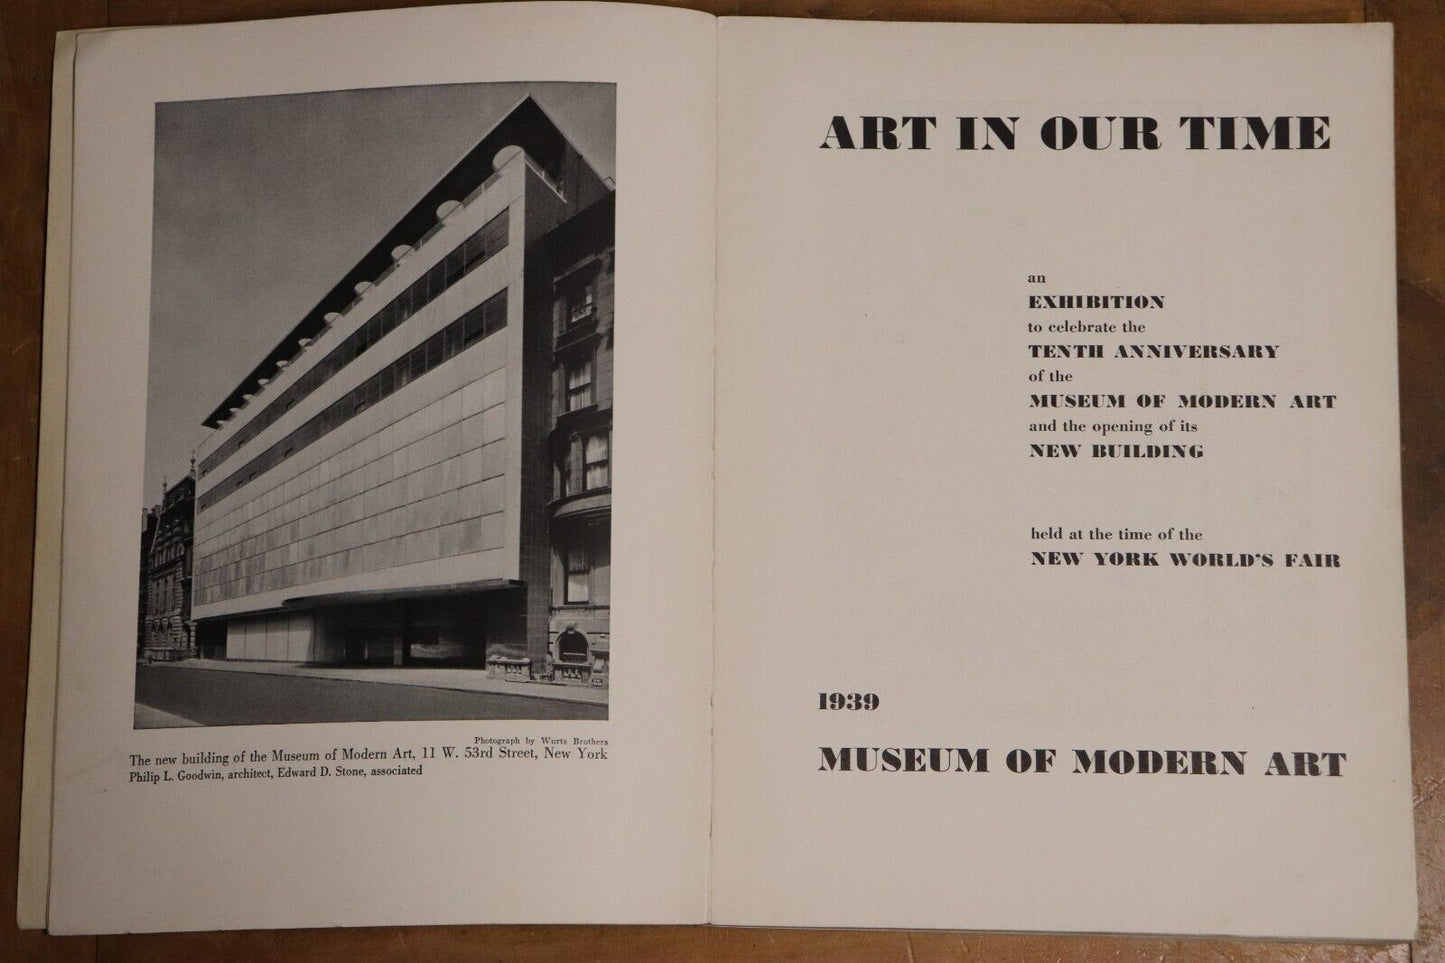 Photograph by Wurts Brothers
The new building of the Museum of Modern Art, 11 W. 53rd Street, New York
Philip L. Goodwin, architect, Edward D. Stone, associated
ART IN OUR TIME
an
EXHIBITION
to celebrate the
TENTH ANNIVERSARY
of the
MUSEUM OF MODERN ART
and the opening of its
NEW BUILDING
held at the time of the
NEW YORK WORLD'S FAIR
1939
MUSEUM OF MODERN ART